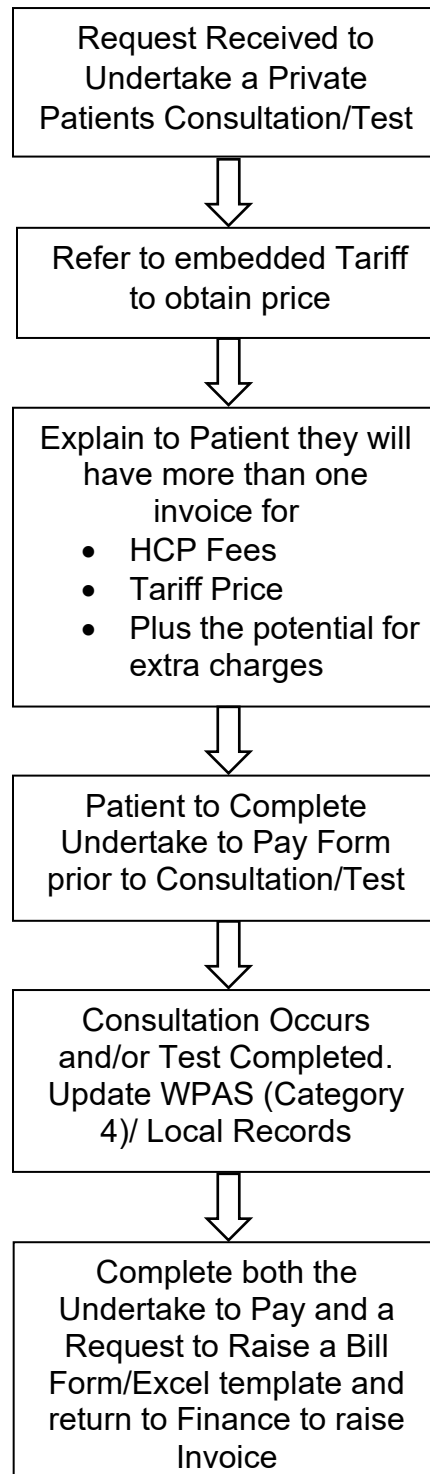 Request Received to
Undertake a Private
Patients Consultation/Test
Refer to embedded Tariff
to obtain price
Explain to Patient they will
have more than one
invoice for
• HCP Fees
• Tariff Price
• Plus the potential for
extra charges
Patient to Complete
Undertake to Pay Form
prior to Consultation/Test
Consultation Occurs
and/or Test Completed.
Update WPAS (Category
4)/ Local Records
Complete both the
Undertake to Pay and a
Request to Raise a Bill
Form/Excel template and
return to Finance to raise
Invoice